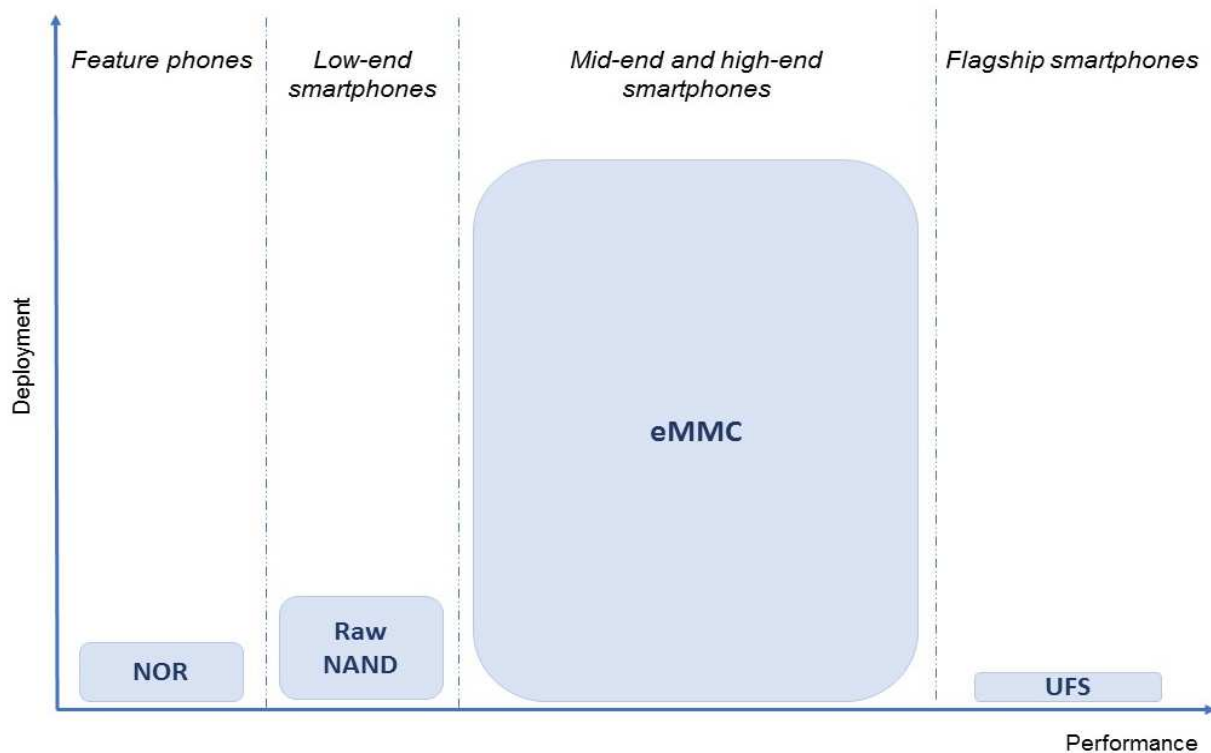 Feature phones
Low-end
smartphones
Mid-end and high-end
smartphones
Flagship smartphones
Deployment
eMMC
Raw
NAND
NOR
UFS
Performance